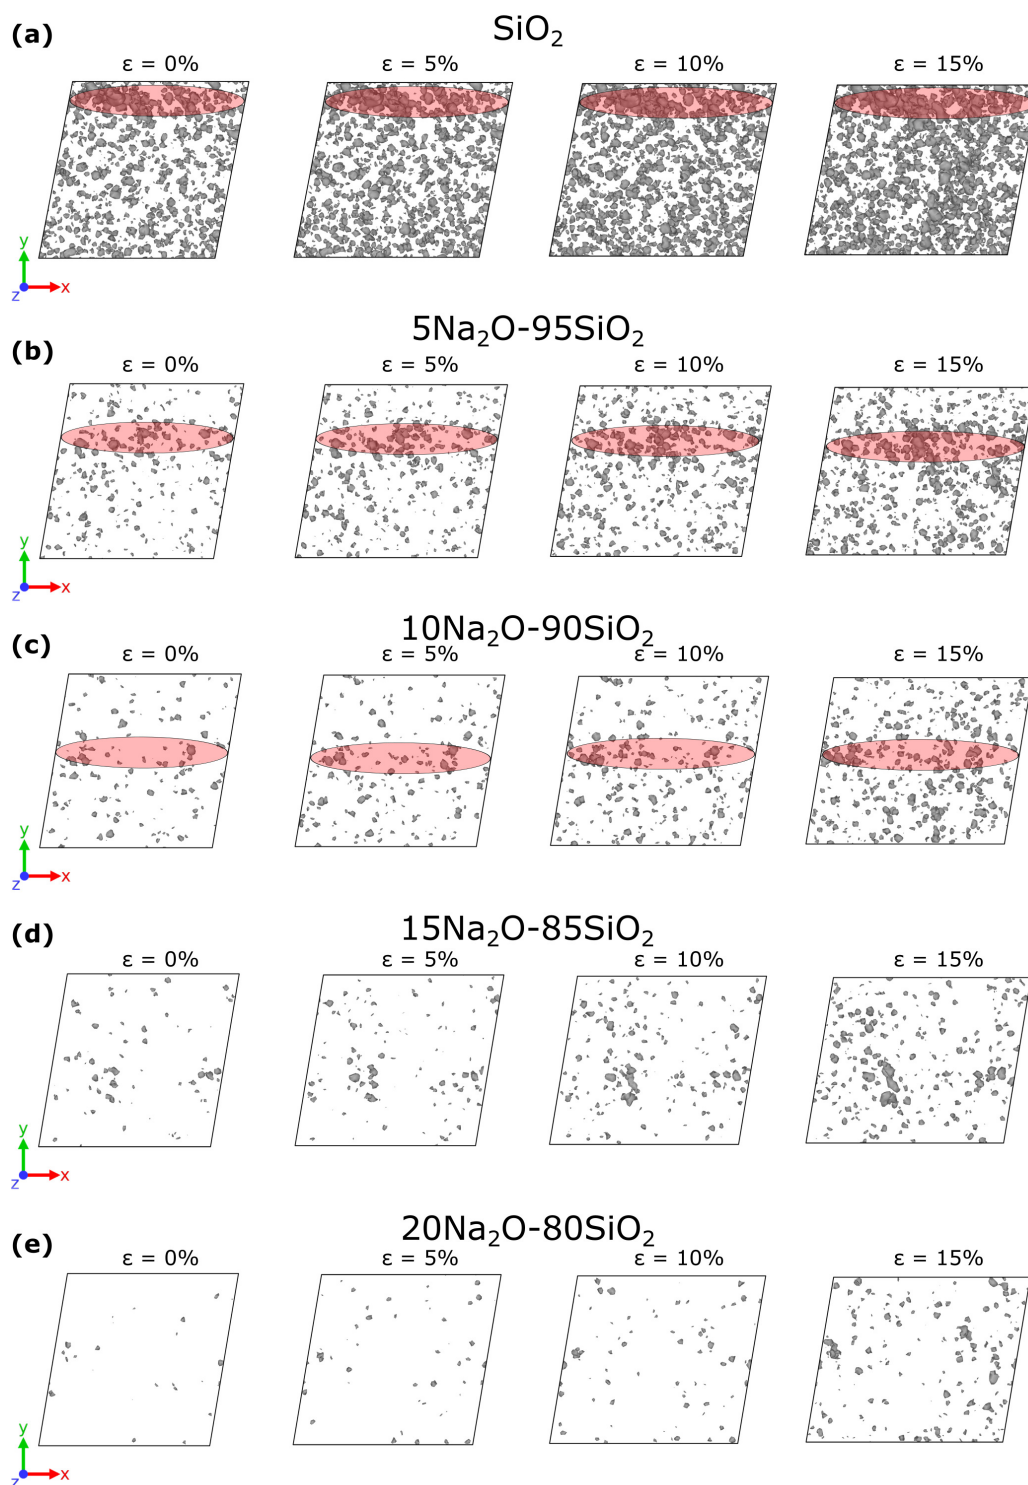 (a)
SiO₂
ε = 0% ε = 5% ε = 10% ε = 15%
y
z x
(b)
5Na₂O-95SiO₂
ε = 0% ε = 5% ε = 10% ε = 15%
y
z x
(c)
10Na₂O-90SiO₂
ε = 0% ε = 5% ε = 10% ε = 15%
y
z x
(d)
15Na₂O-85SiO₂
ε = 0% ε = 5% ε = 10% ε = 15%
y
z x
(e)
20Na₂O-80SiO₂
ε = 0% ε = 5% ε = 10% ε = 15%
y
z x